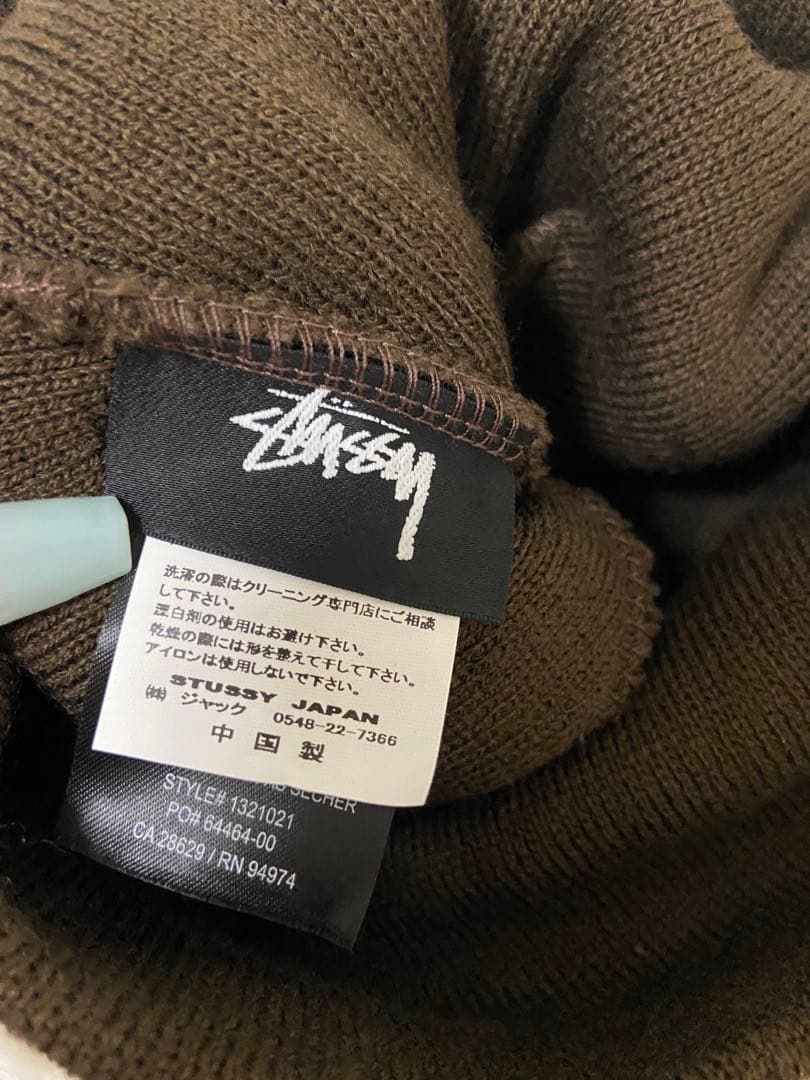 STUSSY
洗濯の際はクリーニング専門店にご相談
して下さい。
漂白剤の使用はお避け下さい。
乾燥の際には形を整えて干して下さい。
アイロンは使用しないで下さい。
STUSSY JAPAN
㈱ ジャック 0548-22-7366
中国製
SECHER
STYLE# 1321021
PO# 64464-00
CA 28629 / RN 94974